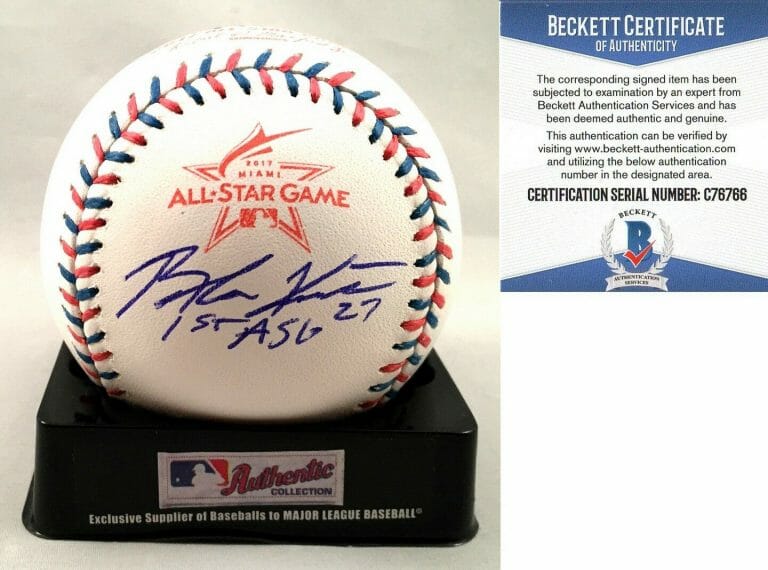 2017
MIAMI
ALL★STAR GAME
27
1ST ASG
Authentic
COLLECTION
Exclusive Supplier of Baseballs to MAJOR LEAGUE BASEBALL®
BECKETT CERTIFICATE
OF AUTHENTICITY
The corresponding signed item has been
subjected to examination by an expert from
Beckett Authentication Services and has
been deemed authentic and genuine.
This authentication can be verified by
visiting www.beckett-authentication.com
and utilizing the below authentication
number in the designated area.
CERTIFICATION SERIAL NUMBER: C76766
BECKETT
B
AUTHENTICATION
SERVICES